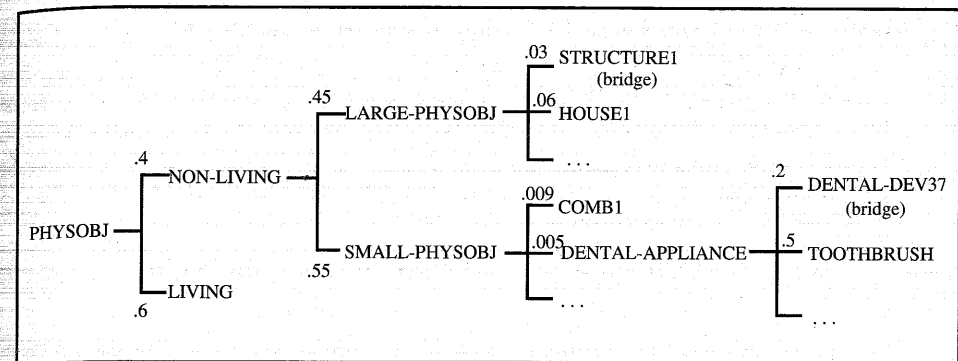 .03 STRUCTURE1
(bridge)
.45
LARGE-PHYSOBJ .06 HOUSE1
. . .
.4
NON-LIVING
.2 DENTAL-DEV37
(bridge)
.009 COMB1
PHYSOBJ
SMALL-PHYSOBJ .005 DENTAL-APPLIANCE .5 TOOTHBRUSH
.55
LIVING
.6
. . .
. . .